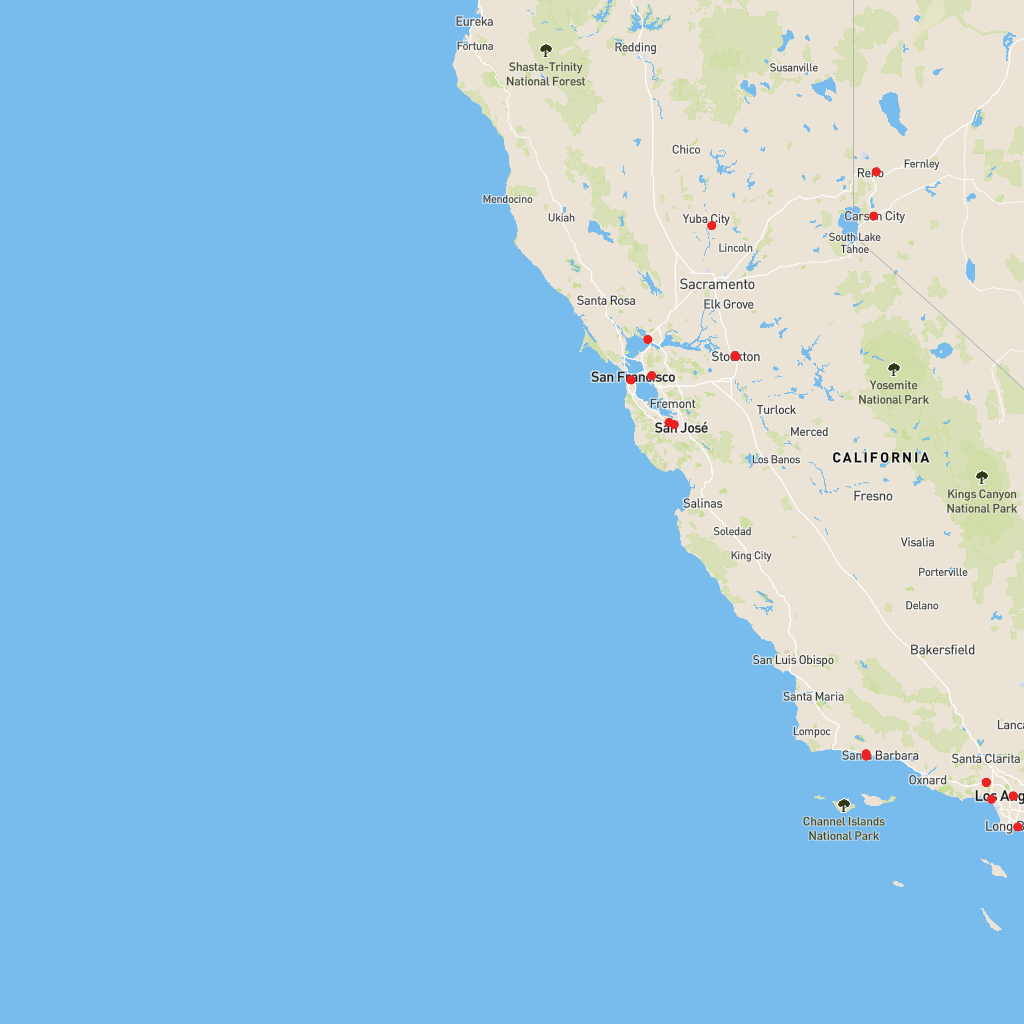 Eureka
Fortuna
Redding
Shasta-Trinity
National Forest
Susanville
Chico
Fernley
Reno
Mendocino
Ukiah
Yuba City
Carson City
South Lake
Tahoe
Lincoln
Sacramento
Santa Rosa
Elk Grove
Stockton
San Francisco
Yosemite
National Park
Fremont
Turlock
San José
Merced
CALIFORNIA
Los Banos
Kings Canyon
National Park
Salinas
Fresno
Soledad
King City
Visalia
Porterville
Delano
Bakersfield
San Luis Obispo
Santa Maria
Lanca
Lompoc
Santa Barbara
Santa Clarita
Oxnard
Los Ang
Channel Islands
National Park
Long B